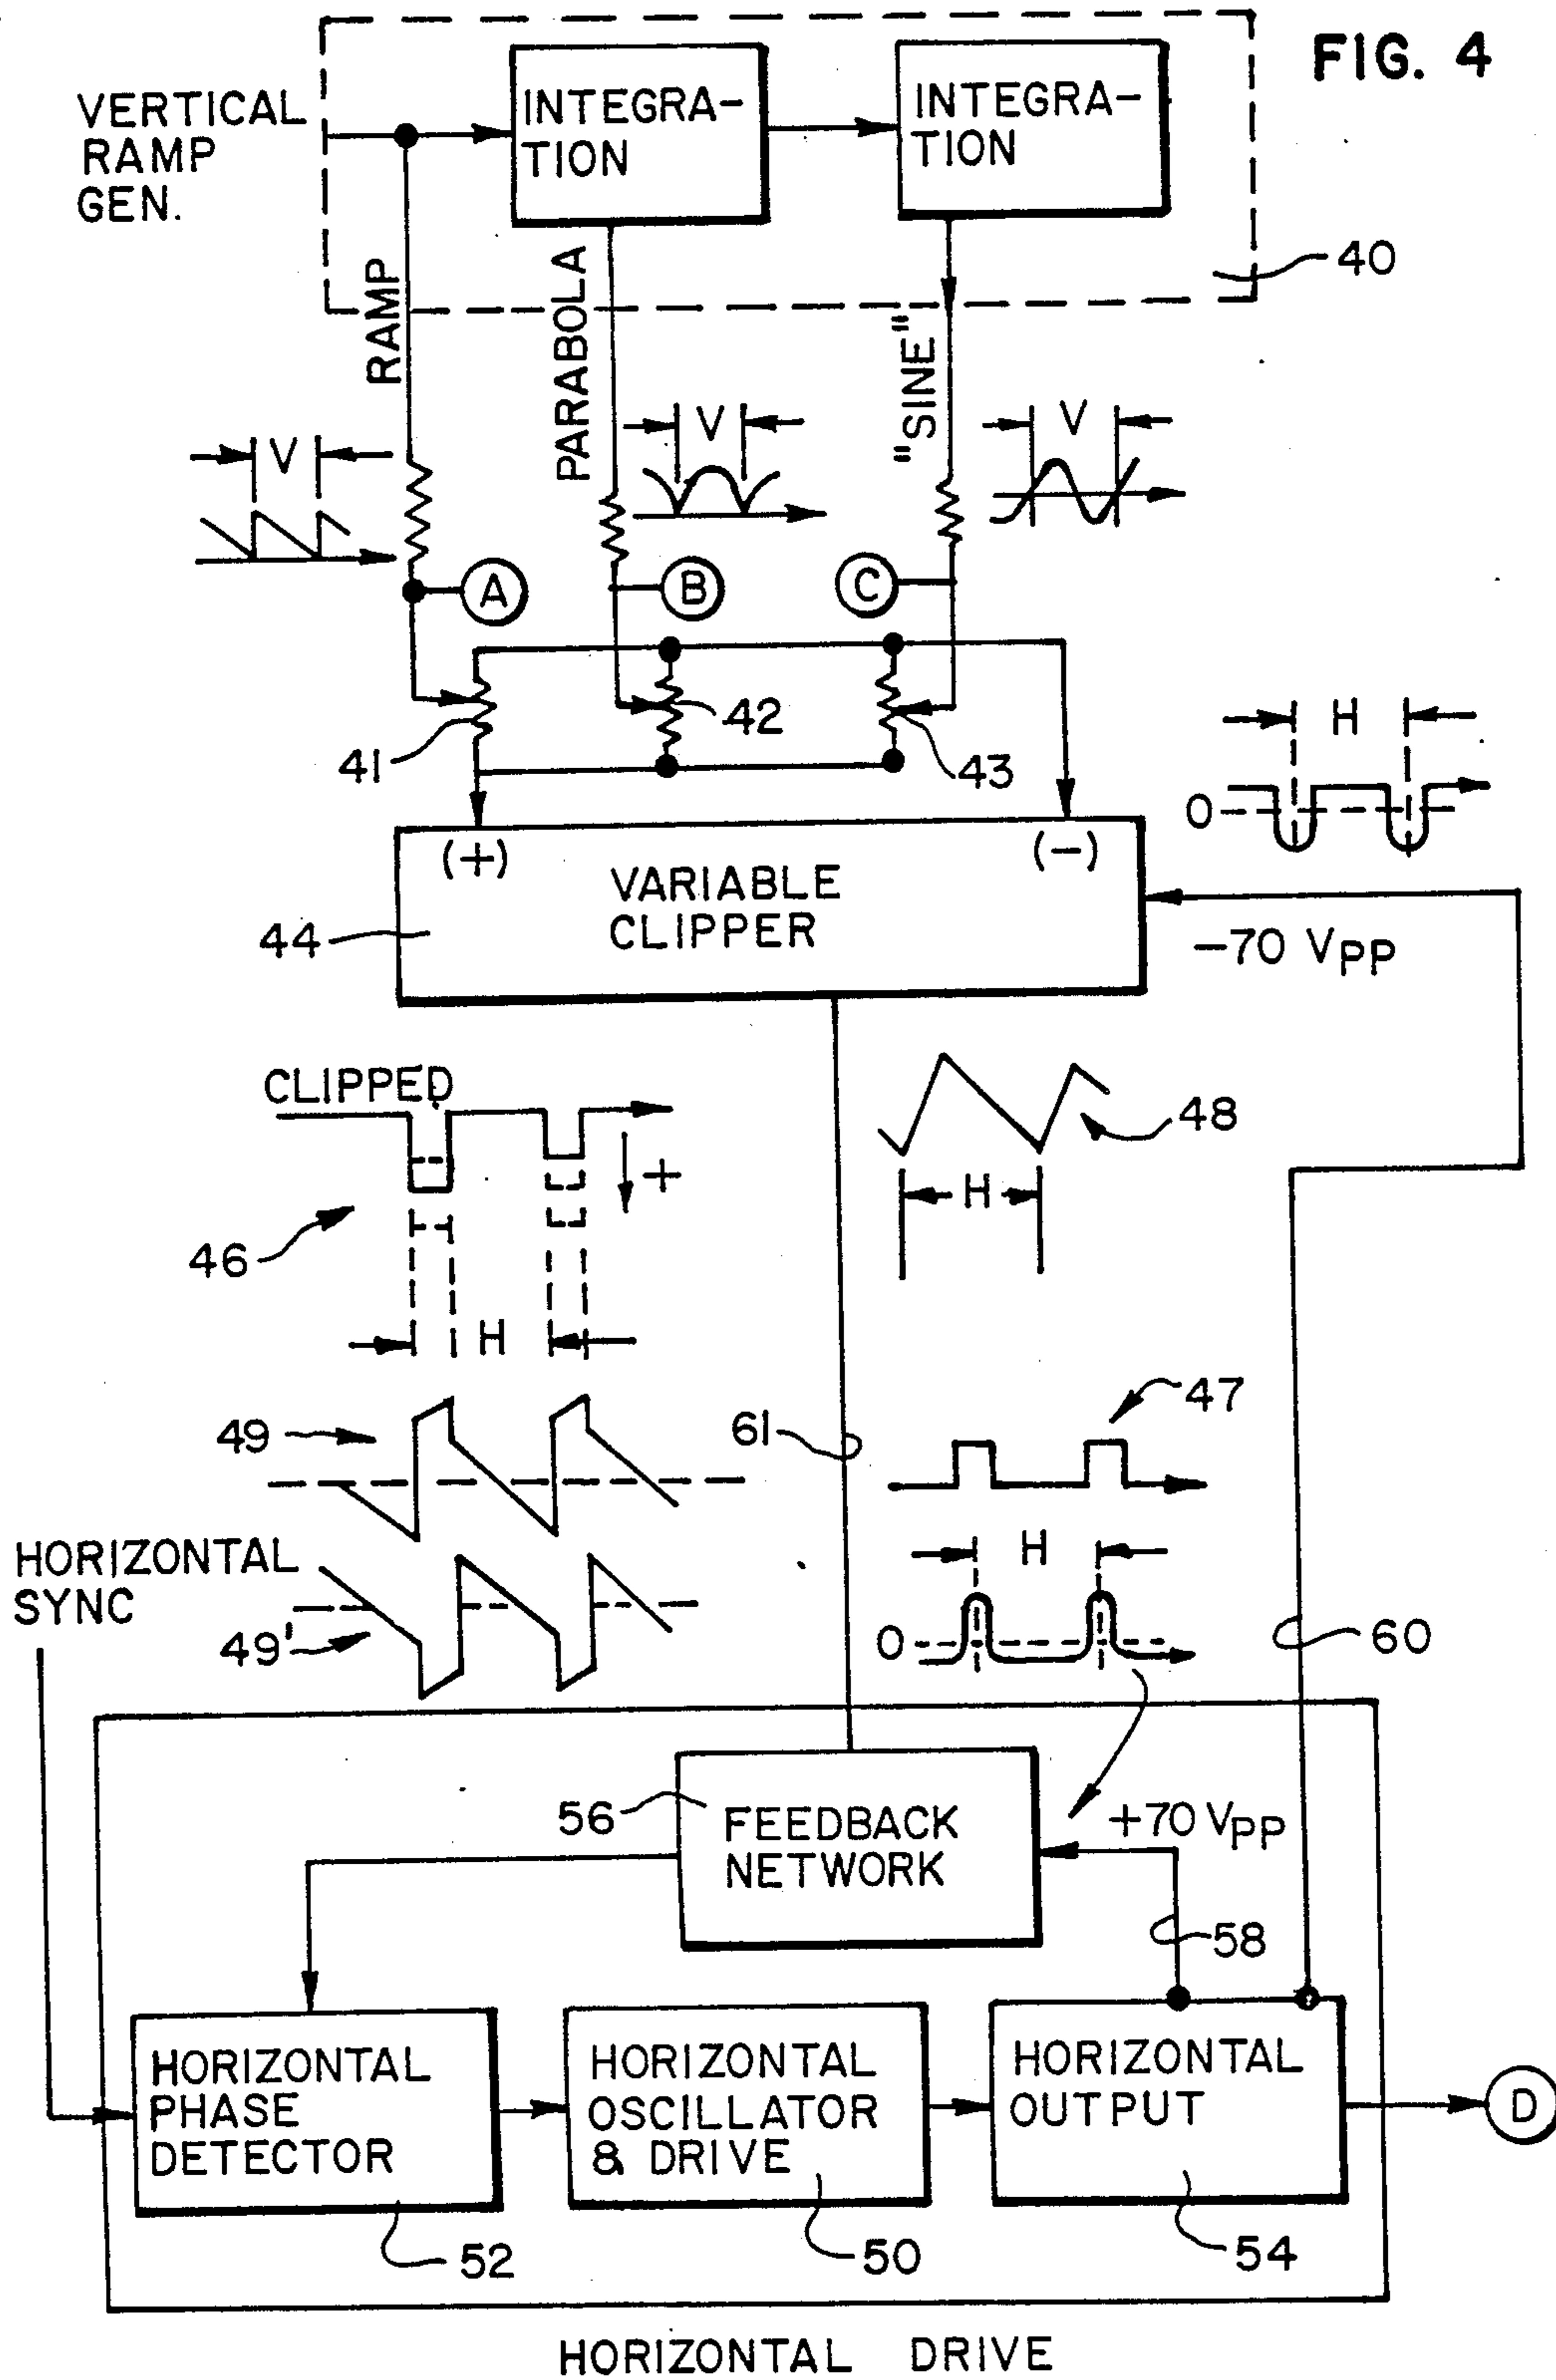 FIG. 4
VERTICAL
RAMP
GEN.
INTEGRA-
TION
INTEGRA-
TION
40
RAMP
PARABOLA
"SINE"
V
V
V
A
B
C
41
42
43
H
0
(+)
(-)
VARIABLE
CLIPPER
44
-70 VPP
CLIPPED
+
46
H
48
H
49
61
47
H
0
HORIZONTAL
SYNC
49'
60
56
FEEDBACK
NETWORK
+70 VPP
58
HORIZONTAL
PHASE
DETECTOR
HORIZONTAL
OSCILLATOR
& DRIVE
HORIZONTAL
OUTPUT
D
52
50
54
HORIZONTAL DRIVE